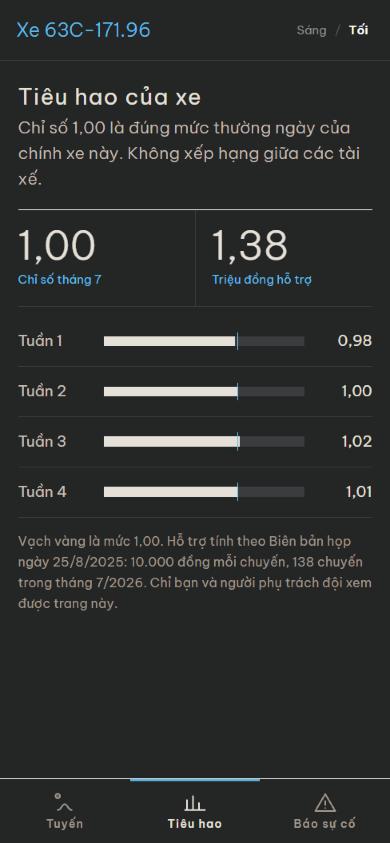 Xe 63C-171.96
Sáng / Tối
Tiêu hao của xe
Chỉ số 1,00 là đúng mức thường ngày của
chính xe này. Không xếp hạng giữa các tài
xế.
1,00
Chỉ số tháng 7
1,38
Triệu đồng hỗ trợ
Tuần 1 0,98
Tuần 2 1,00
Tuần 3 1,02
Tuần 4 1,01
Vạch vàng là mức 1,00. Hỗ trợ tính theo Biên bản họp
ngày 25/8/2025: 10.000 đồng mỗi chuyến, 138 chuyến
trong tháng 7/2026. Chỉ bạn và người phụ trách đội xem
được trang này.
Tuyến
Tiêu hao
Báo sự cố